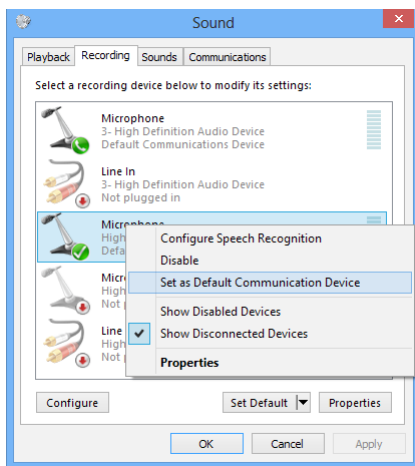 Sound
Playback Recording Sounds Communications
Select a recording device below to modify its settings:
Microphone
3- High Definition Audio Device
Default Communications Device
Line In
3- High Definition Audio Device
Not plugged in
Microphone
High
Defa
Configure Speech Recognition
Disable
Set as Default Communication Device
Show Disabled Devices
Show Disconnected Devices
Properties
Micr
High
Not
Line
High
Not
Configure Set Default Properties
OK Cancel Apply